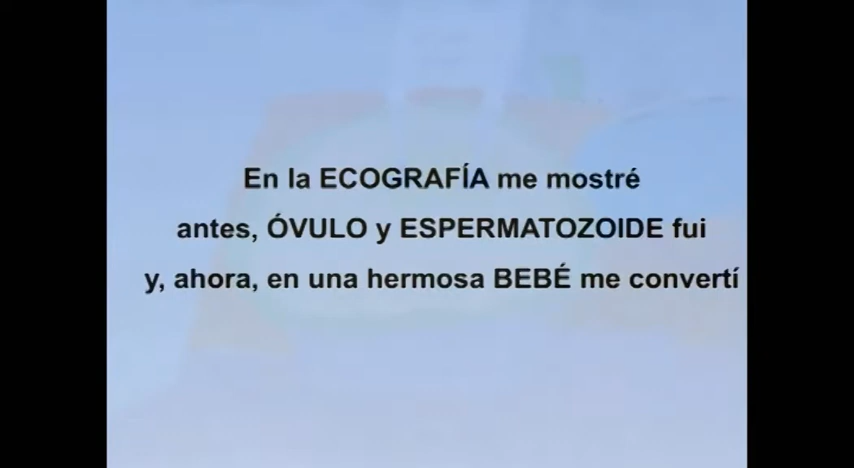 En la ECOGRAFÍA me mostré
antes, ÓVULO y ESPERMATOZOIDE fui
y, ahora, en una hermosa BEBÉ me convertí